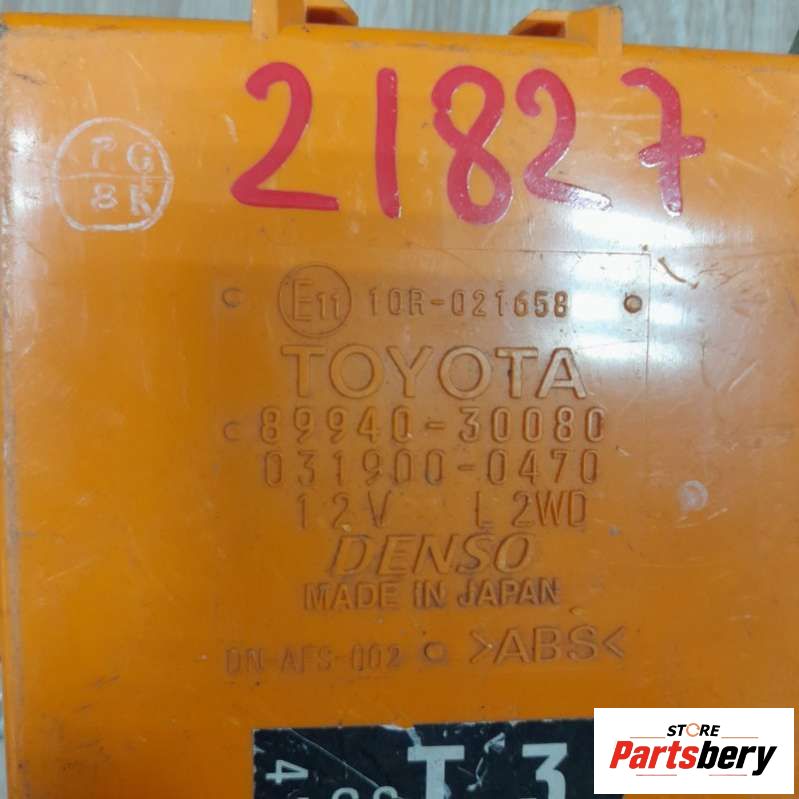 21827
PG
8K
E11 10R-021658
TOYOTA
89940-30080
031900-0470
12V L 2WD
DENSO
MADE IN JAPAN
DN-AFS-002 >ABS<
T 3
STORE
Partsbery